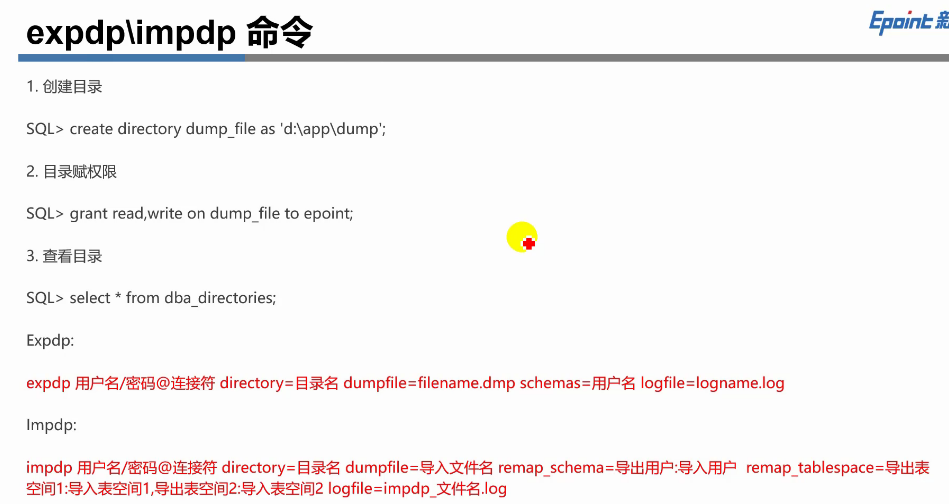 expdp\impdp 命令
Epoint 新
1. 创建目录
SQL> create directory dump_file as 'd:\app\dump';
2. 目录赋权限
SQL> grant read,write on dump_file to epoint;
3. 查看目录
SQL> select * from dba_directories;
Expdp:
expdp 用户名/密码@连接符 directory=目录名 dumpfile=filename.dmp schemas=用户名 logfile=logname.log
Impdp:
impdp 用户名/密码@连接符 directory=目录名 dumpfile=导入文件名 remap_schema=导出用户:导入用户 remap_tablespace=导出表
空间1:导入表空间1,导出表空间2:导入表空间2 logfile=impdp_文件名.log